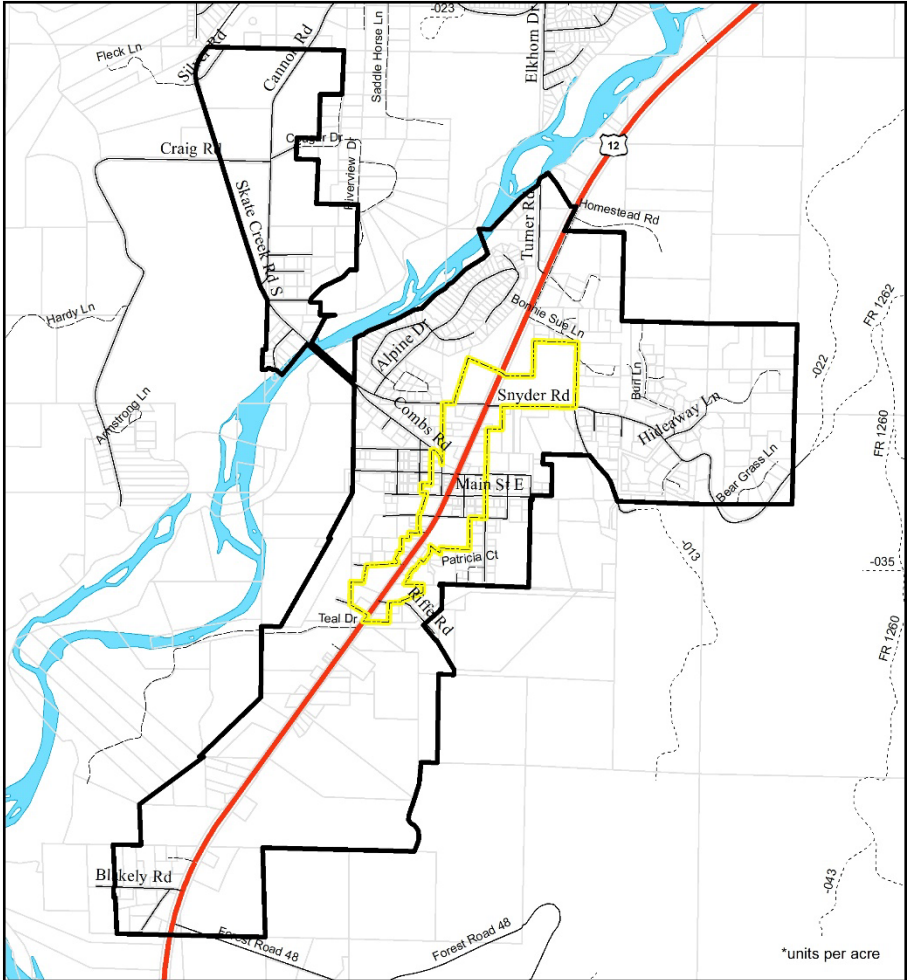 -023
Fleck Ln
Silver Rd
Cannon Rd
Saddle Horse Ln
Elkhorn Dr
12
Craig Rd
Cougar Dr
Riverview Dr
Skate Creek Rd S
Turner Rd
Homestead Rd
Hardy Ln
Alpine Dr
Bonnie Sue Ln
FR 1262
-022
Burl Ln
Snyder Rd
Combs Rd
Hideaway Ln
Armstrong Ln
FR 1260
Main St E
Bear Grass Ln
-013
Patricia Ct
-035
Riffe Rd
Teal Dr
FR 1260
Blakely Rd
-043
Forest Road 48
Forest Road 48
*units per acre